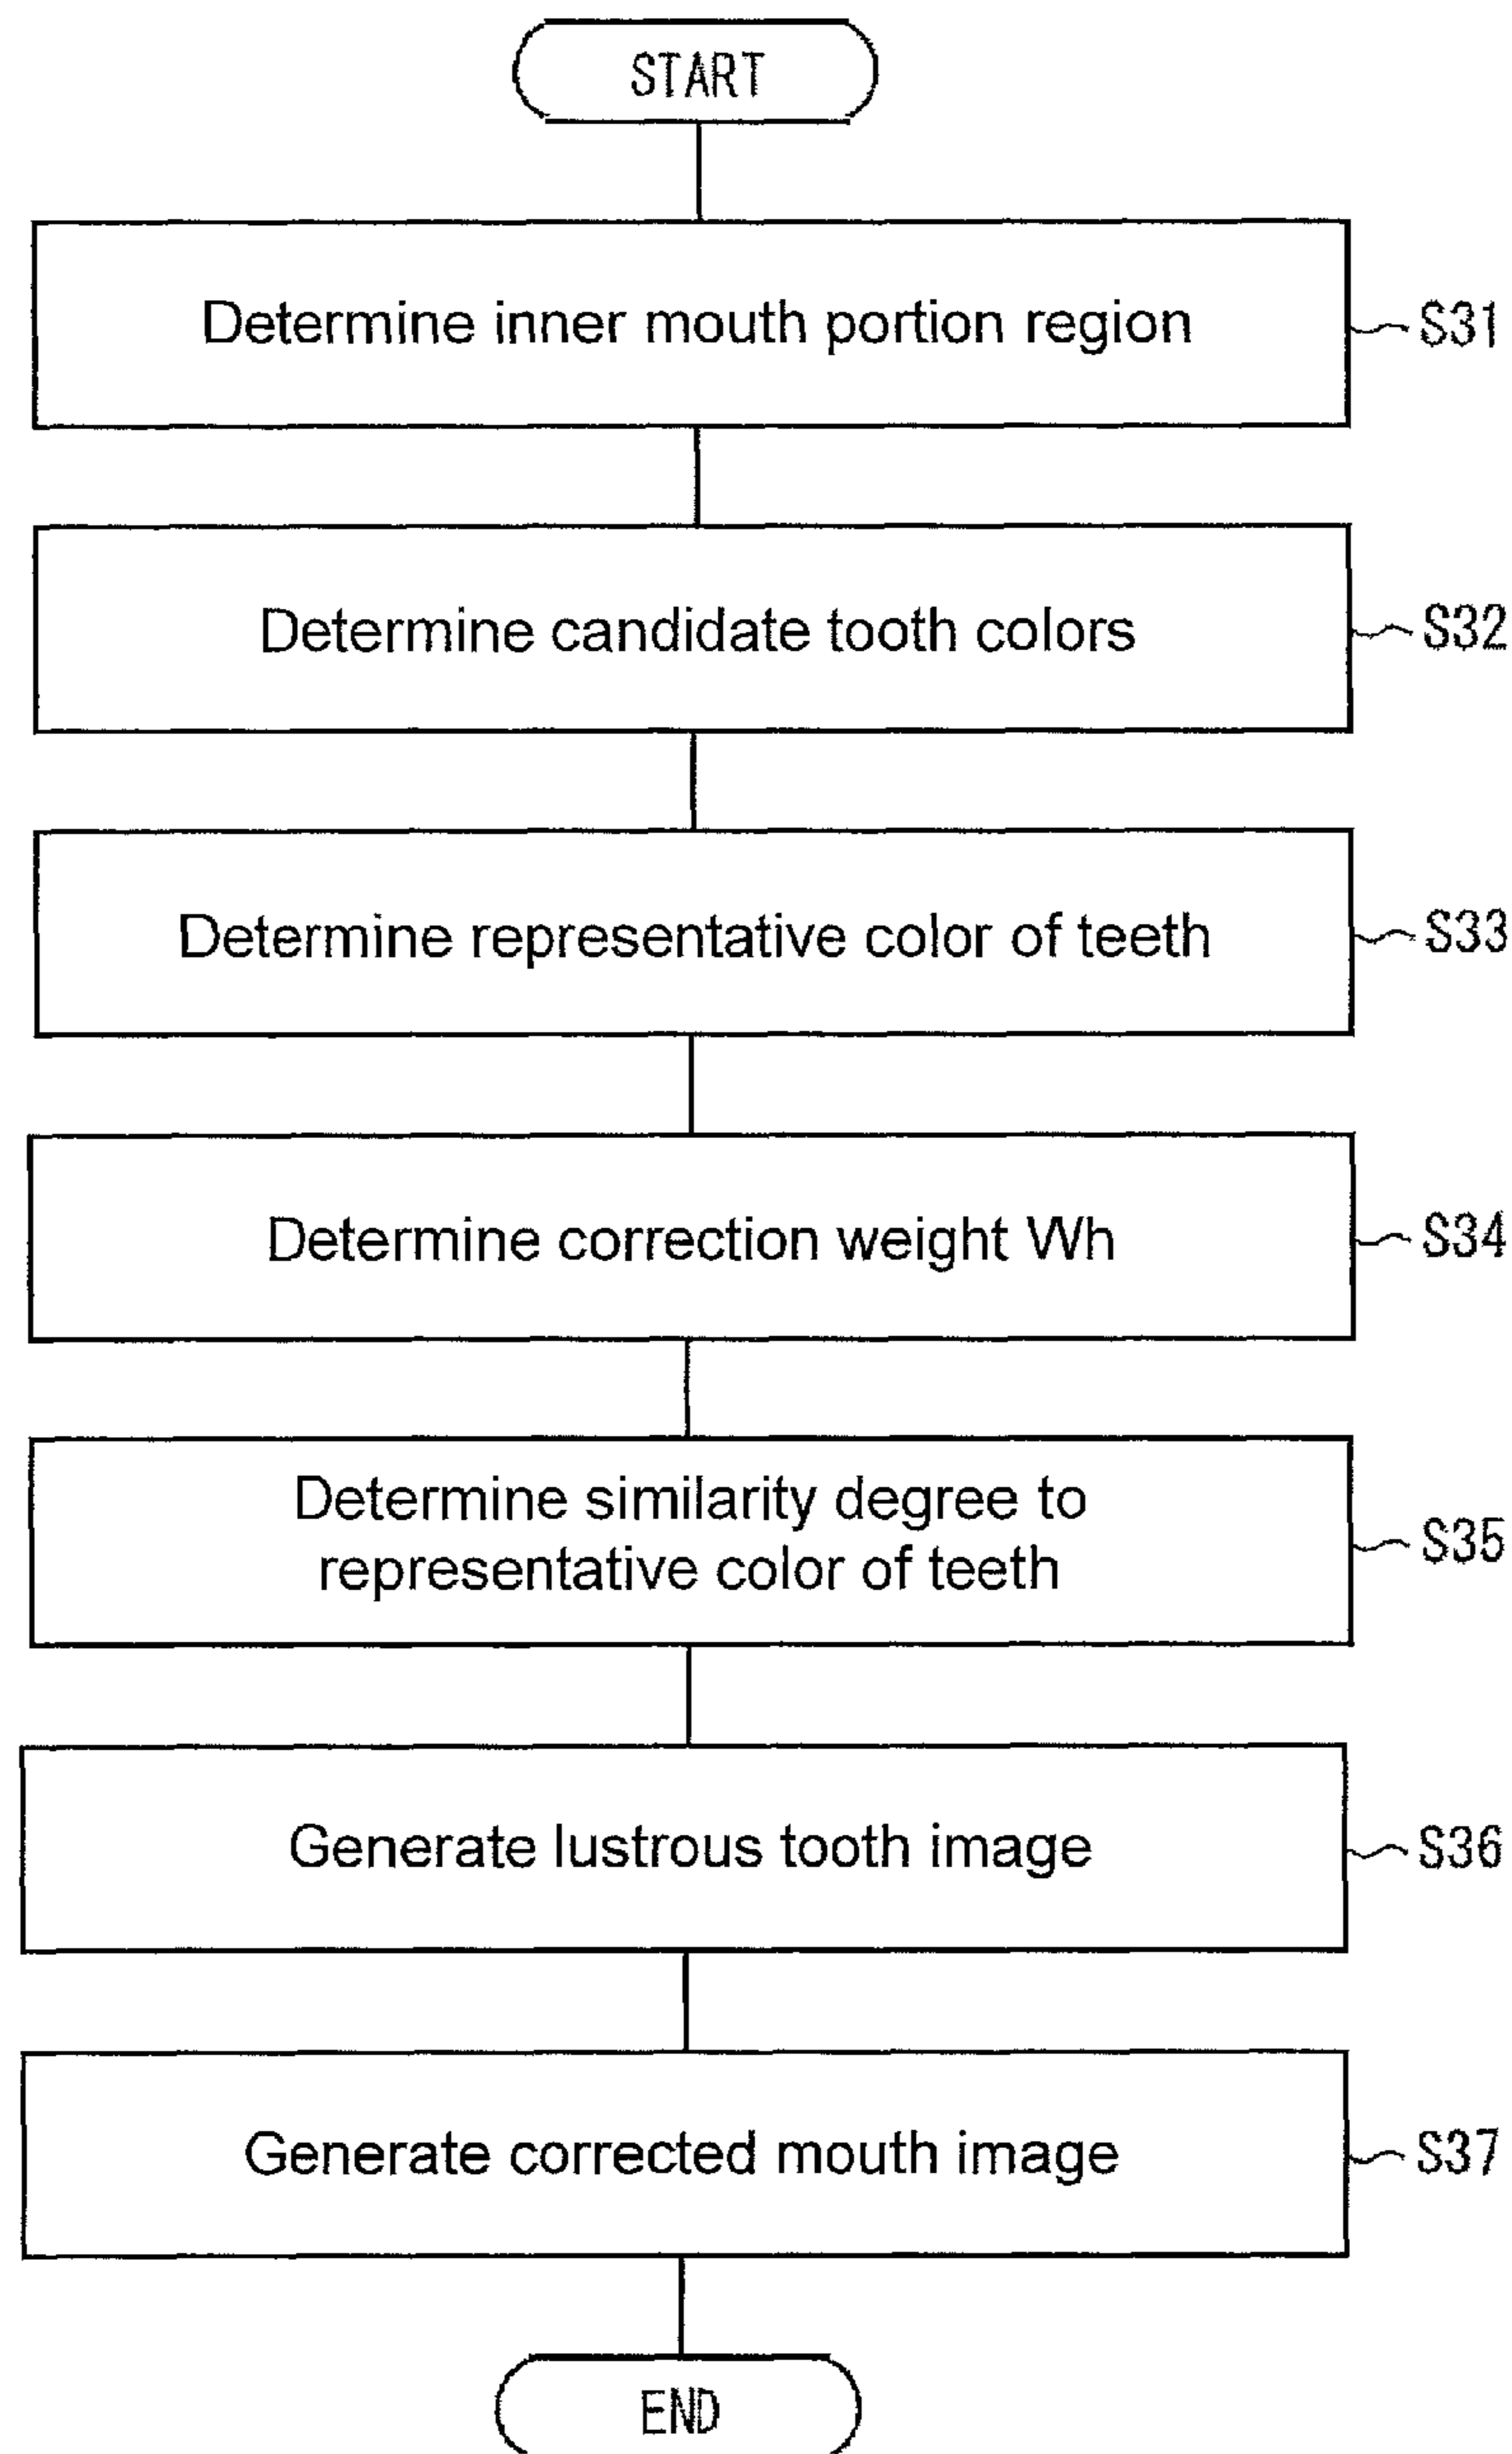 START
Determine inner mouth portion region
S31
Determine candidate tooth colors
S32
Determine representative color of teeth
S33
Determine correction weight Wh
S34
Determine similarity degree to
representative color of teeth
S35
Generate lustrous tooth image
S36
Generate corrected mouth image
S37
END